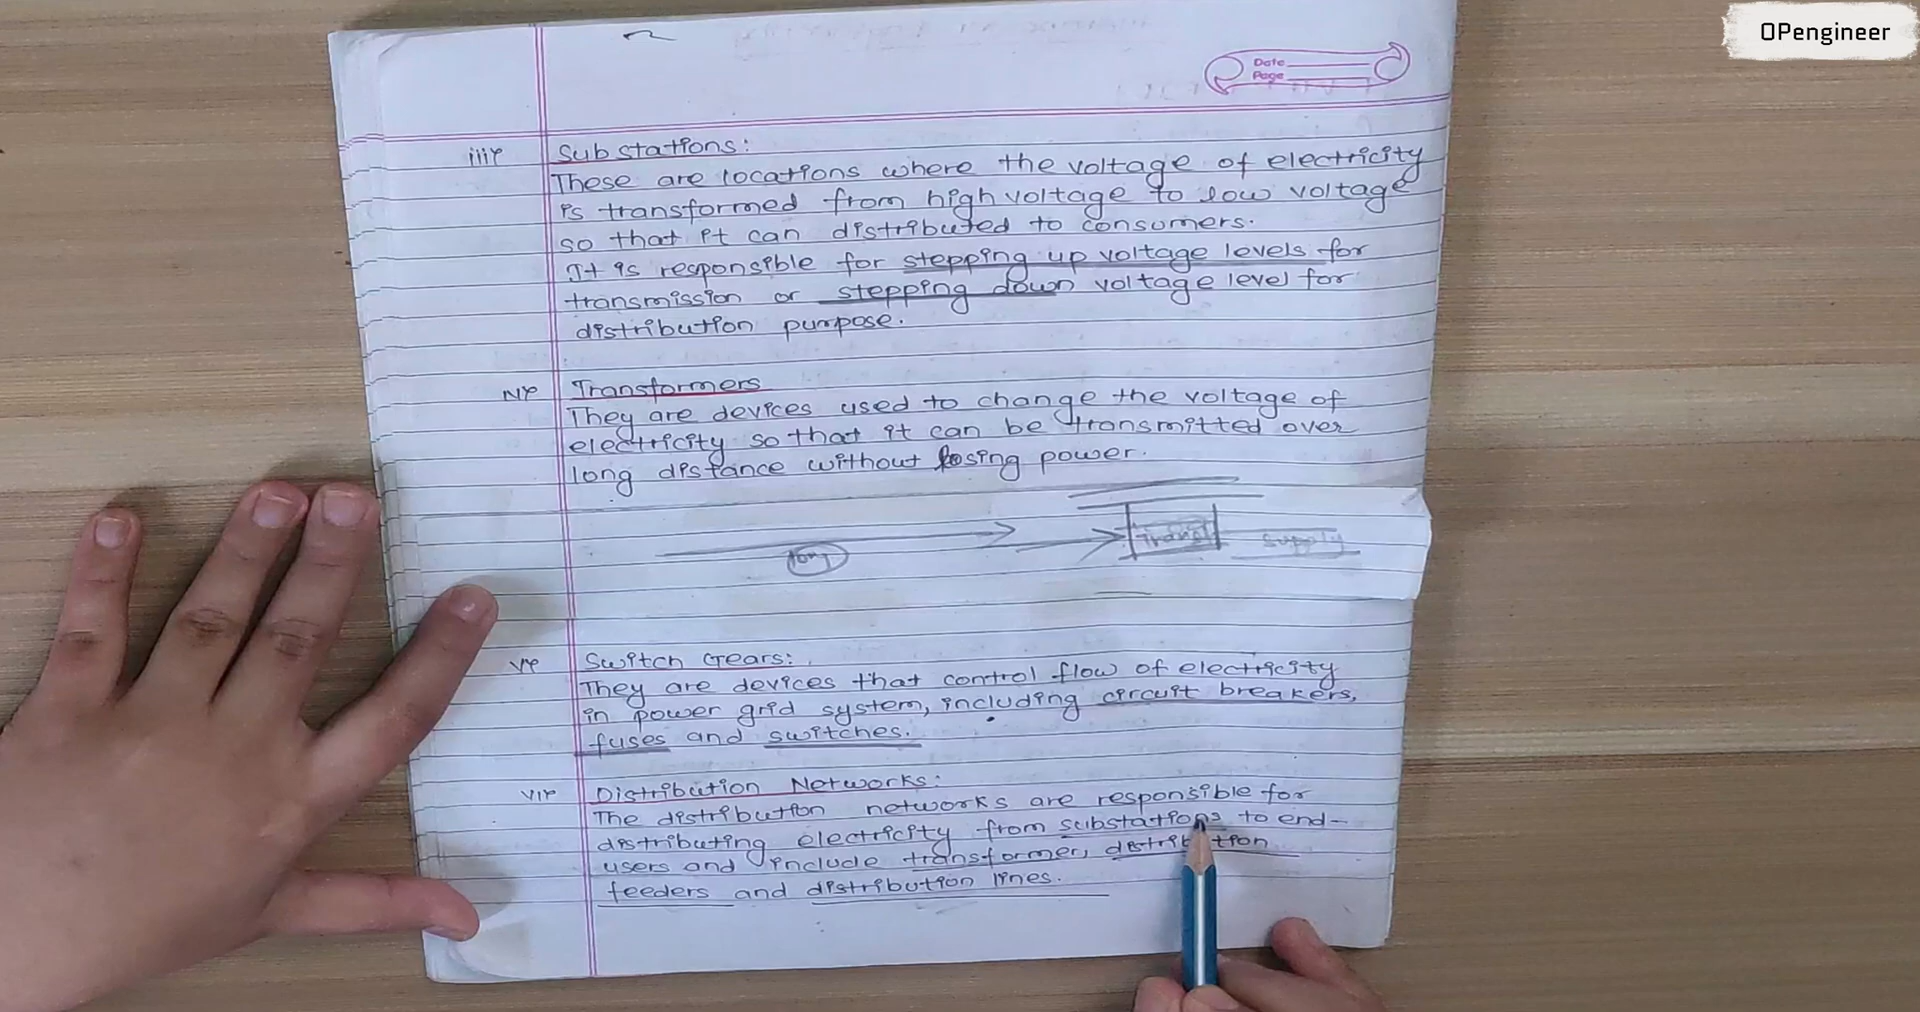 OPengineer
Date
Page
iii) Substations:
These are locations where the voltage of electricity
is transformed from high voltage to low voltage
so that it can distributed to consumers.
It is responsible for stepping up voltage levels for
transmission or stepping down voltage level for
distribution purpose.
iv) Transformers
They are devices used to change the voltage of
electricity so that it can be transmitted over
long distance without losing power.
long
supply
v) Switch Gears:
They are devices that control flow of electricity
in power grid system, including circuit breakers,
fuses and switches.
vi) Distribution Networks:
The distribution networks are responsible for
distributing electricity from substations to end-
users and include transformer, distribution
feeders and distribution lines.